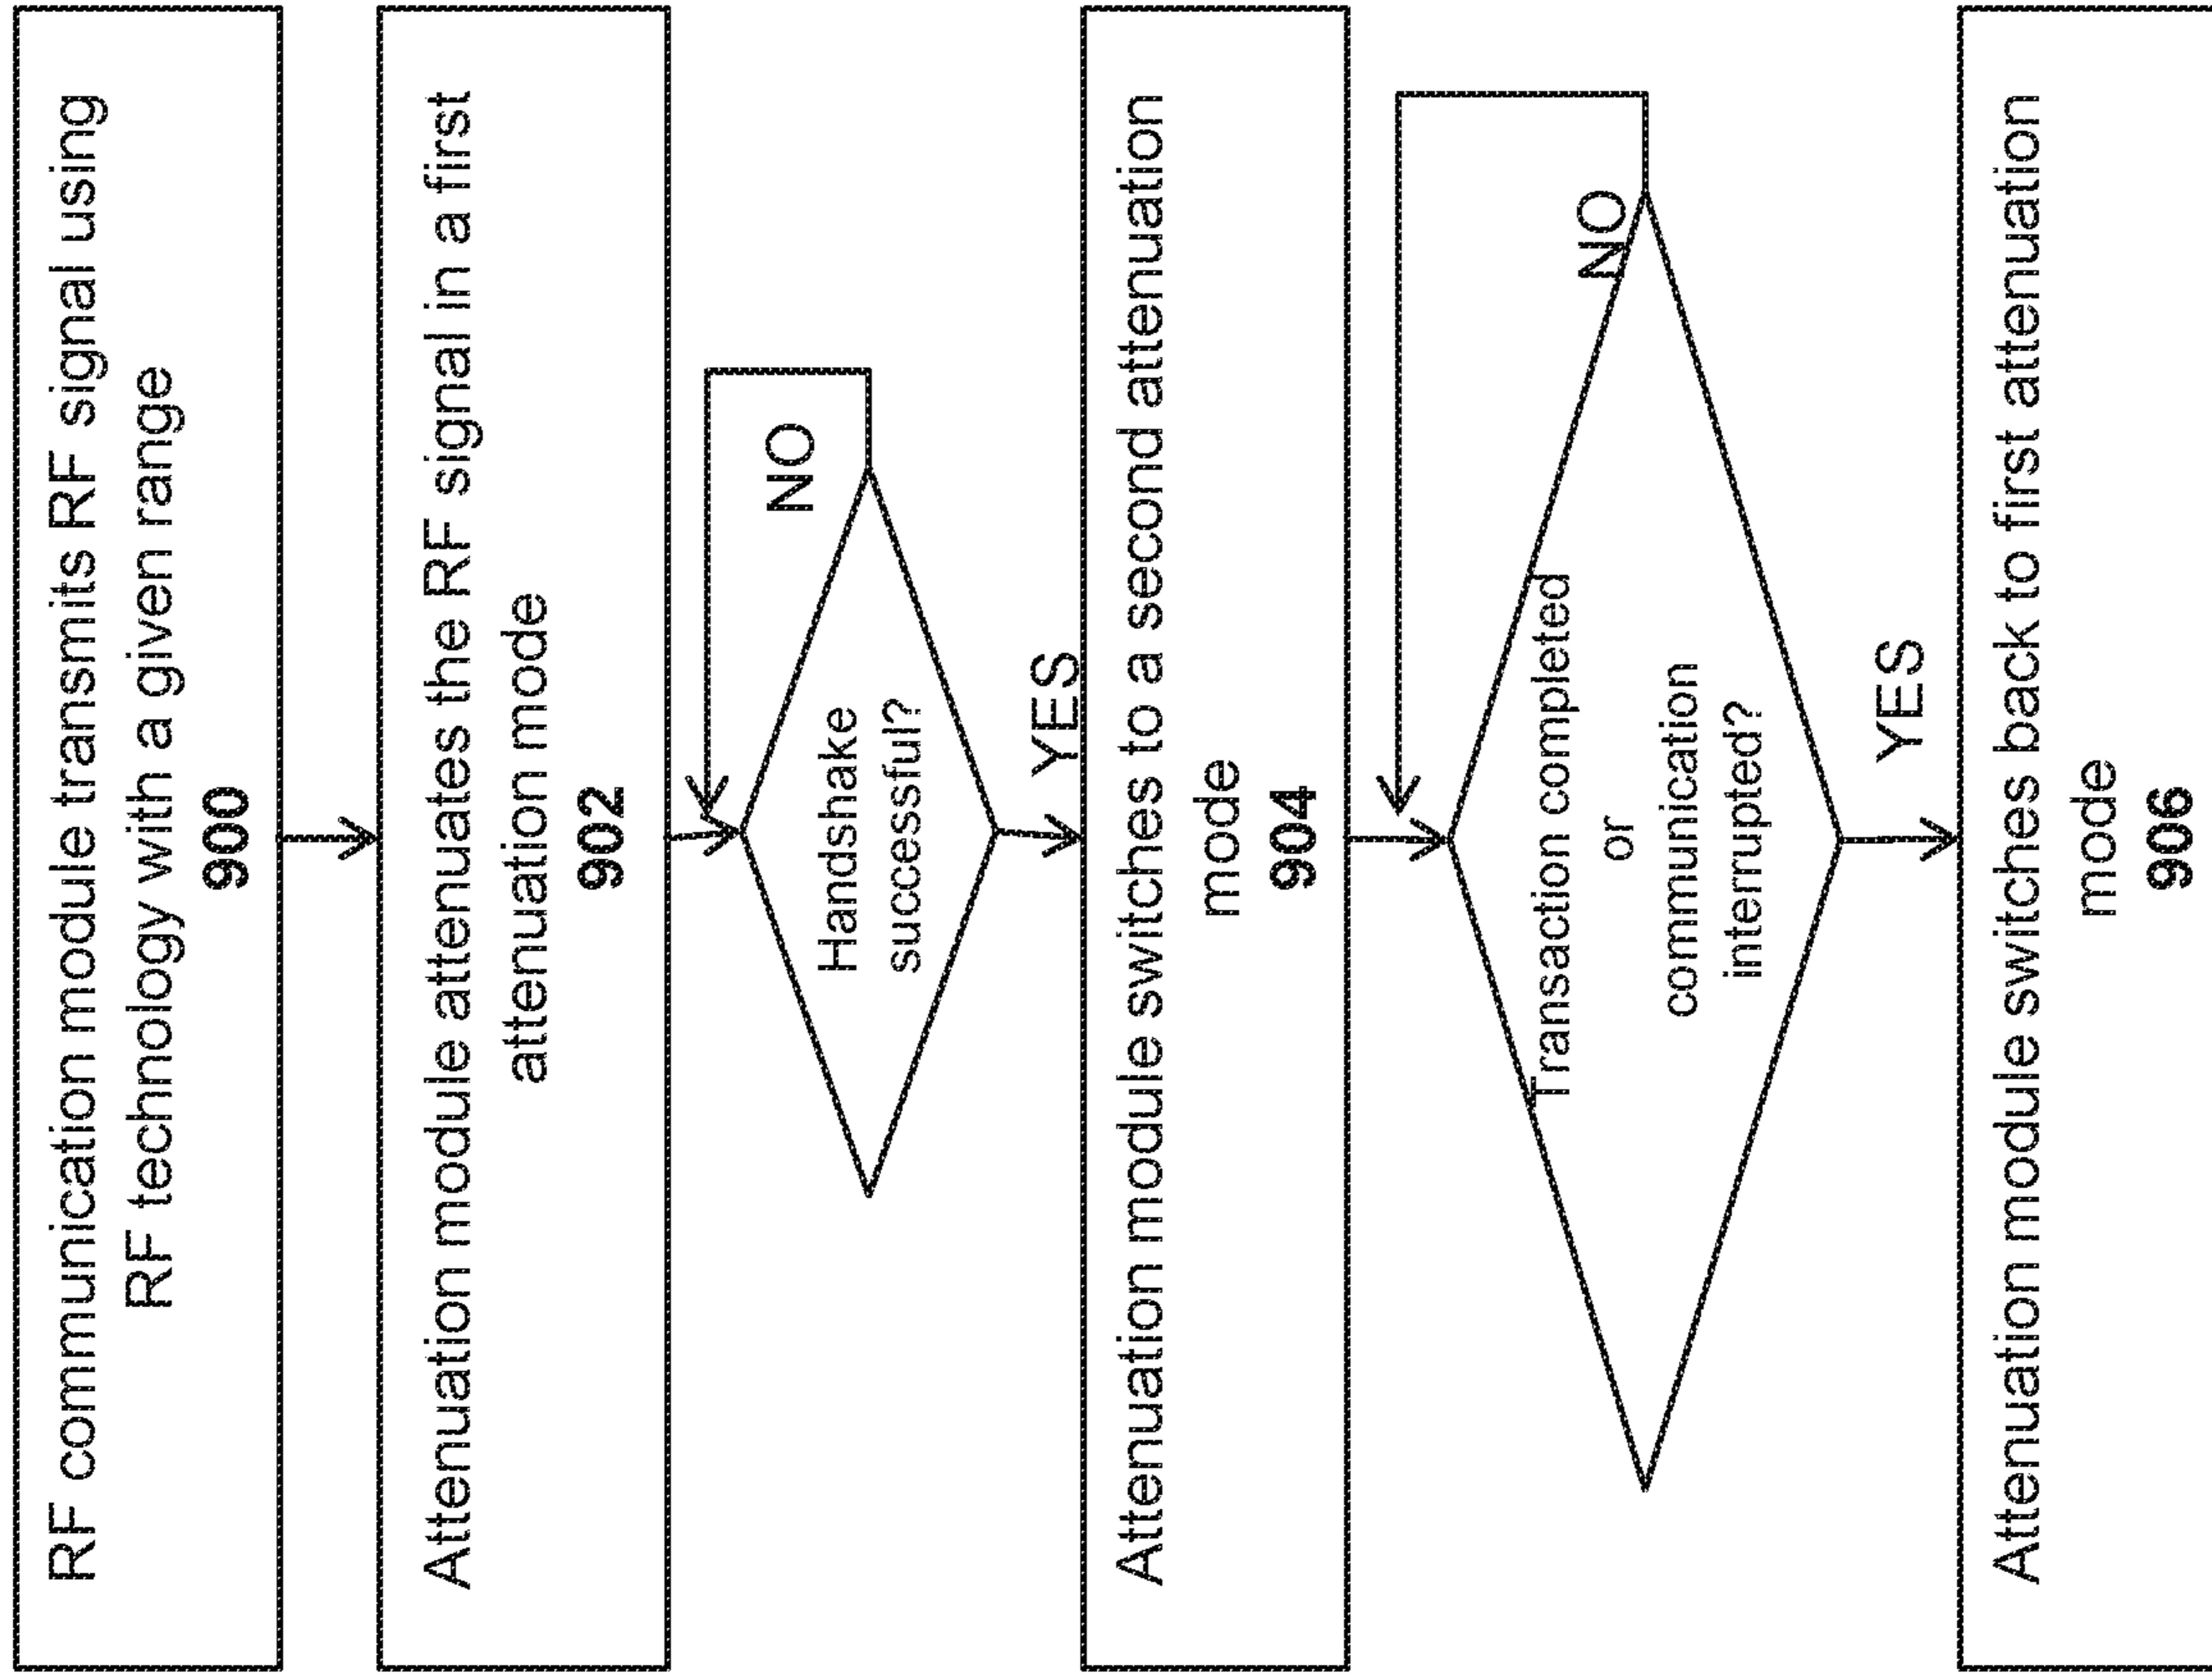 RF communication module transmits RF signal using
RF technology with a given range
900
Attenuation module attenuates the RF signal in a first
attenuation mode
902
NO
Handshake
successful?
YES
Attenuation module switches to a second attenuation
mode
904
NO
Transaction completed
or
communication
interrupted?
YES
Attenuation module switches back to first attenuation
mode
906